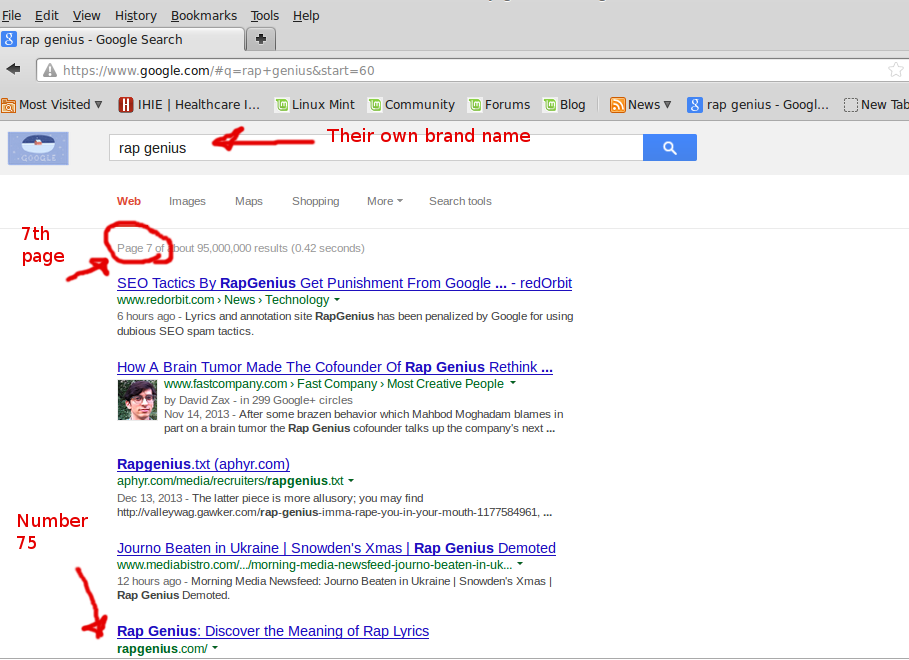 File Edit View History Bookmarks Tools Help
rap genius - Google Search
https://www.google.com/#q=rap+genius&start=60
Most Visited IHIE | Healthcare I... Linux Mint Community Forums Blog News rap genius - Googl... New Tab
GOOGLE rap genius Their own brand name
Web Images Maps Shopping More Search tools
7th
page
Page 7 of about 95,000,000 results (0.42 seconds)
SEO Tactics By RapGenius Get Punishment From Google ... - redOrbit
www.redorbit.com › News › Technology
6 hours ago - Lyrics and annotation site RapGenius has been penalized by Google for using
dubious SEO spam tactics.
How A Brain Tumor Made The Cofounder Of Rap Genius Rethink ...
www.fastcompany.com › Fast Company › Most Creative People
by David Zax - in 299 Google+ circles
Nov 14, 2013 - After some brazen behavior which Mahbod Moghadam blames in
part on a brain tumor the Rap Genius cofounder talks up the company's next ...
Rapgenius.txt (aphyr.com)
aphyr.com/media/recruiters/rapgenius.txt
Dec 13, 2013 - The latter piece is more allusory; you may find
http://valleywag.gawker.com/rap-genius-imma-rape-you-in-your-mouth-1177584961, ...
Number
75
Journo Beaten in Ukraine | Snowden's Xmas | Rap Genius Demoted
www.mediabistro.com/.../morning-media-newsfeed-journo-beaten-in-uk...
12 hours ago - Morning Media Newsfeed: Journo Beaten in Ukraine | Snowden's Xmas |
Rap Genius Demoted.
Rap Genius: Discover the Meaning of Rap Lyrics
rapgenius.com/